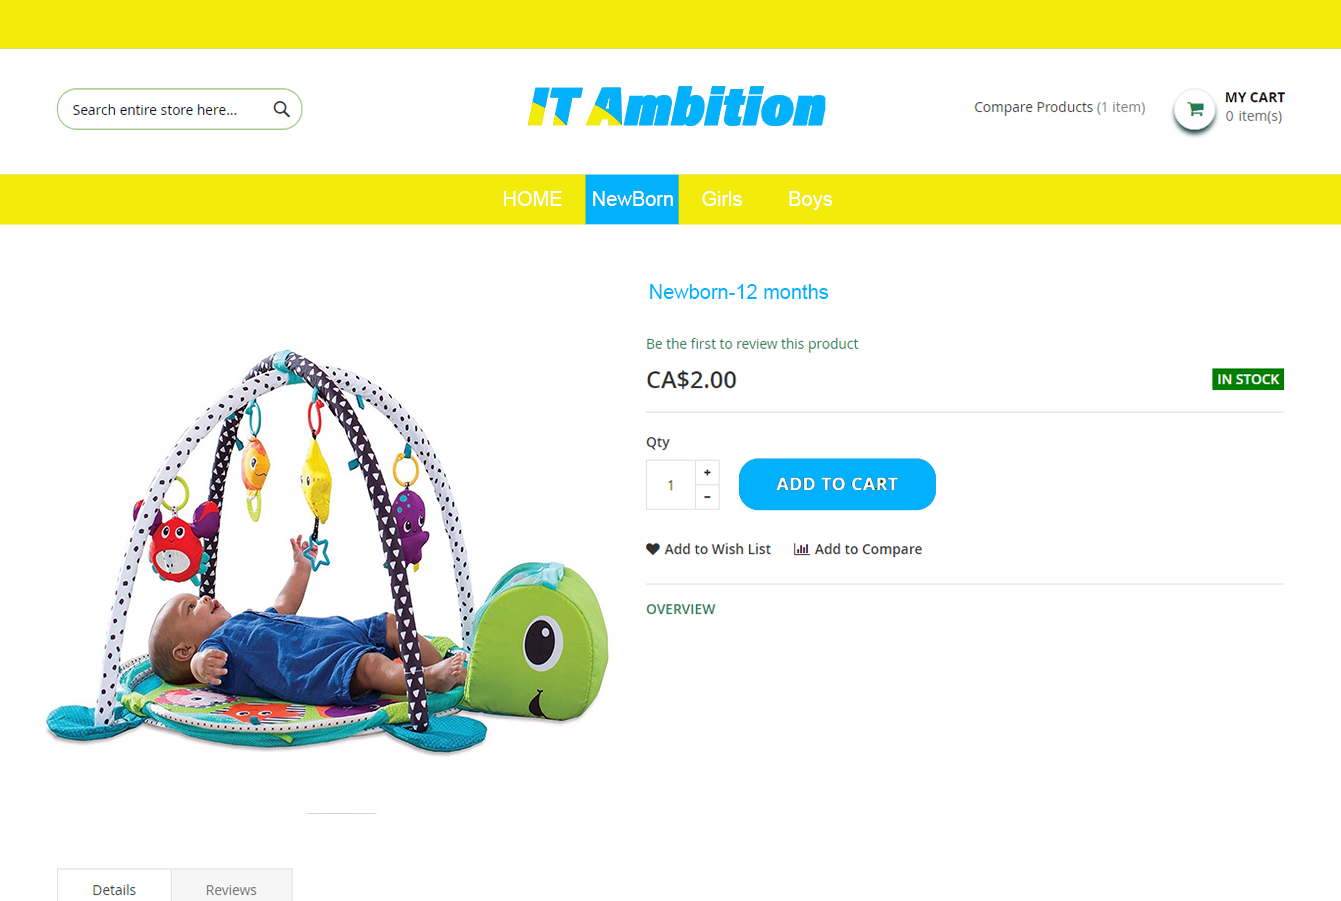 Search entire store here...
IT Ambition
Compare Products (1 item)
MY CART
0 item(s)
HOME NewBorn Girls Boys
Newborn-12 months
Be the first to review this product
CA$2.00
IN STOCK
Qty
1
+
-
ADD TO CART
Add to Wish List Add to Compare
OVERVIEW
Details Reviews